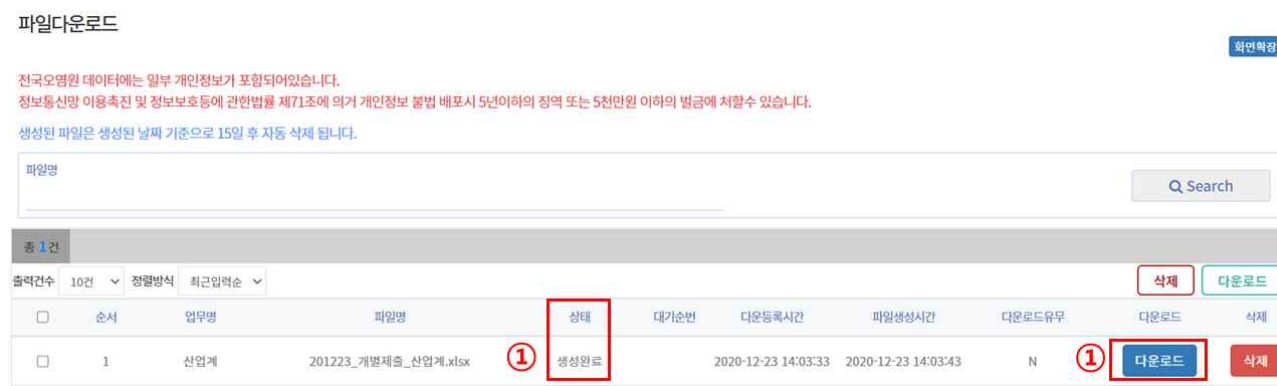 파일다운로드
화면확장
전국오염원 데이터에는 일부 개인정보가 포함되어있습니다.
정보통신망 이용촉진 및 정보보호등에 관한법률 제71조에 의거 개인정보 불법 배포시 5년이하의 징역 또는 5천만원 이하의 벌금에 처할수 있습니다.
생성된 파일은 생성된 날짜 기준으로 15일 후 자동 삭제 됩니다.
파일명
Search
총 1건
출력건수 10건 정렬방식 최근입력순 삭제 다운로드
순서 업무명 파일명 상태 대기순번 다운등록시간 파일생성시간 다운로드유무 다운로드 삭제
1 산업계 201223_개별제출_산업계.xlsx ① 생성완료 2020-12-23 14:03:33 2020-12-23 14:03:43 N ① 다운로드 삭제